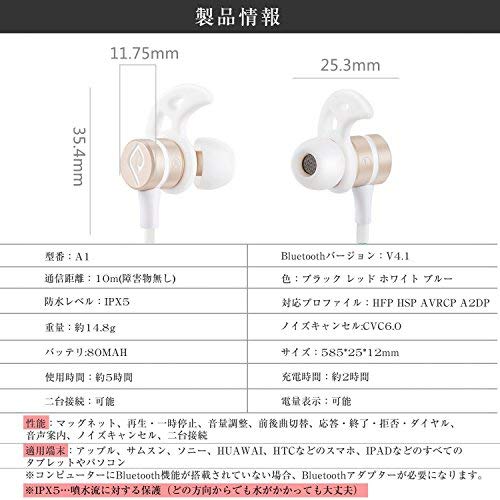 製品情報
11.75mm
25.3mm
35.4mm
型番：A1
Bluetoothバージョン：V4.1
通信距離：10m(障害物無し)
色：ブラック レッド ホワイト ブルー
防水レベル：IPX5
対応プロファイル：HFP HSP AVRCP A2DP
重量：約14.8g
ノイズキャンセル:CVC6.0
バッテリ:80MAH
サイズ：585*25*12mm
使用時間：約5時間
充電時間：約2時間
二台接続：可能
電量表示：可能
性能：マッグネット、再生・一時停止、音量調整、前後曲切替、応答・終了・拒否・ダイヤル、
音声案内、ノイズキャンセル、二台接続
適用端末：アップル、サムスン、ソニー、HUAWAI、HTCなどのスマホ、IPADなどのすべての
タブレットやパソコン
※コンピューターにBluetooth機能が搭載されていない場合、Bluetoothアダプターが必要になります。
※IPX5…噴水流に対する保護（どの方向からでも水がかかっても大丈夫）